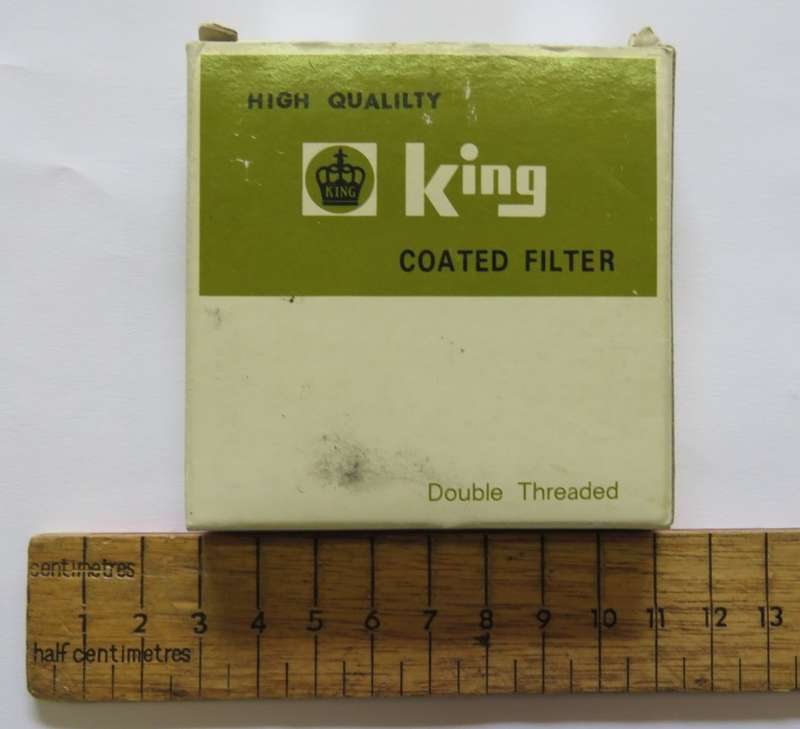 HIGH QUALILTY
KING
king
COATED FILTER
Double Threaded
centimetres
1 2 3 4 5 6 7 8 9 10 11 12 13
half centimetres